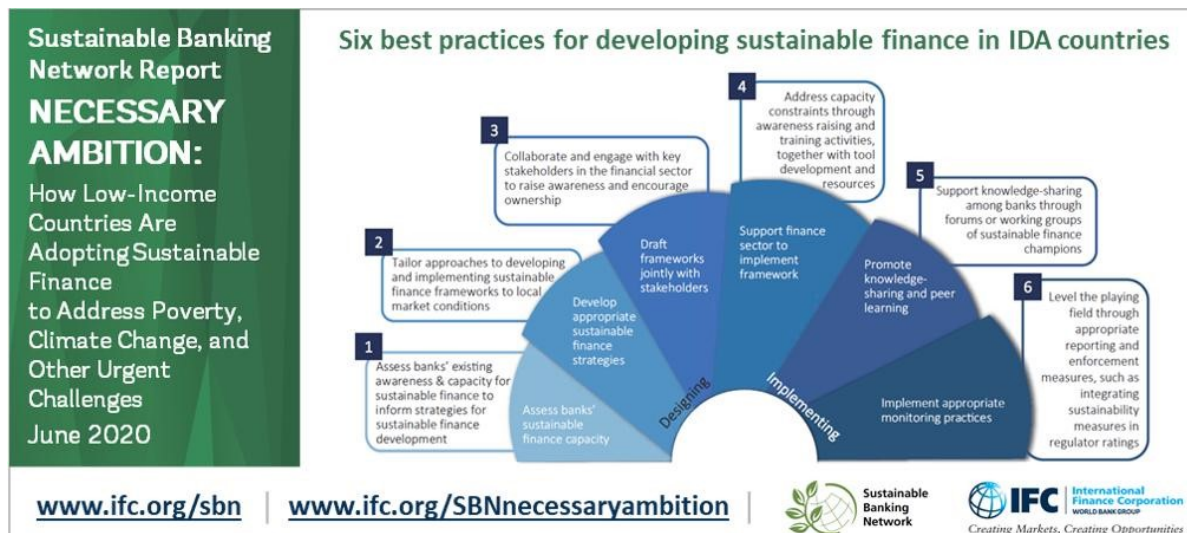 Sustainable Banking
Network Report
NECESSARY
AMBITION:
How Low-Income
Countries Are
Adopting Sustainable
Finance
to Address Poverty,
Climate Change, and
Other Urgent
Challenges
June 2020
Six best practices for developing sustainable finance in IDA countries
1
Assess banks' existing
awareness & capacity for
sustainable finance to
inform strategies for
sustainable finance
development
2
Tailor approaches to developing
and implementing sustainable
finance frameworks to local
market conditions
3
Collaborate and engage with key
stakeholders in the financial sector
to raise awareness and encourage
ownership
4
Address capacity
constraints through
awareness raising and
training activities,
together with tool
development and
resources
5
Support knowledge-sharing
among banks through
forums or working groups
of sustainable finance
champions
6
Level the playing
field through
appropriate
reporting and
enforcement
measures, such as
integrating
sustainability
measures in
regulator ratings
Assess banks'
sustainable
finance capacity
Develop
appropriate
sustainable
finance
strategies
Draft
frameworks
jointly with
stakeholders
Support finance
sector to
implement
framework
Promote
knowledge-
sharing and peer
learning
Implement appropriate
monitoring practices
Designing
Implementing
www.ifc.org/sbn
www.ifc.org/SBNnecessaryambition
Sustainable
Banking
Network
IFC
International
Finance Corporation
WORLD BANK GROUP
Creating Markets, Creating Opportunities